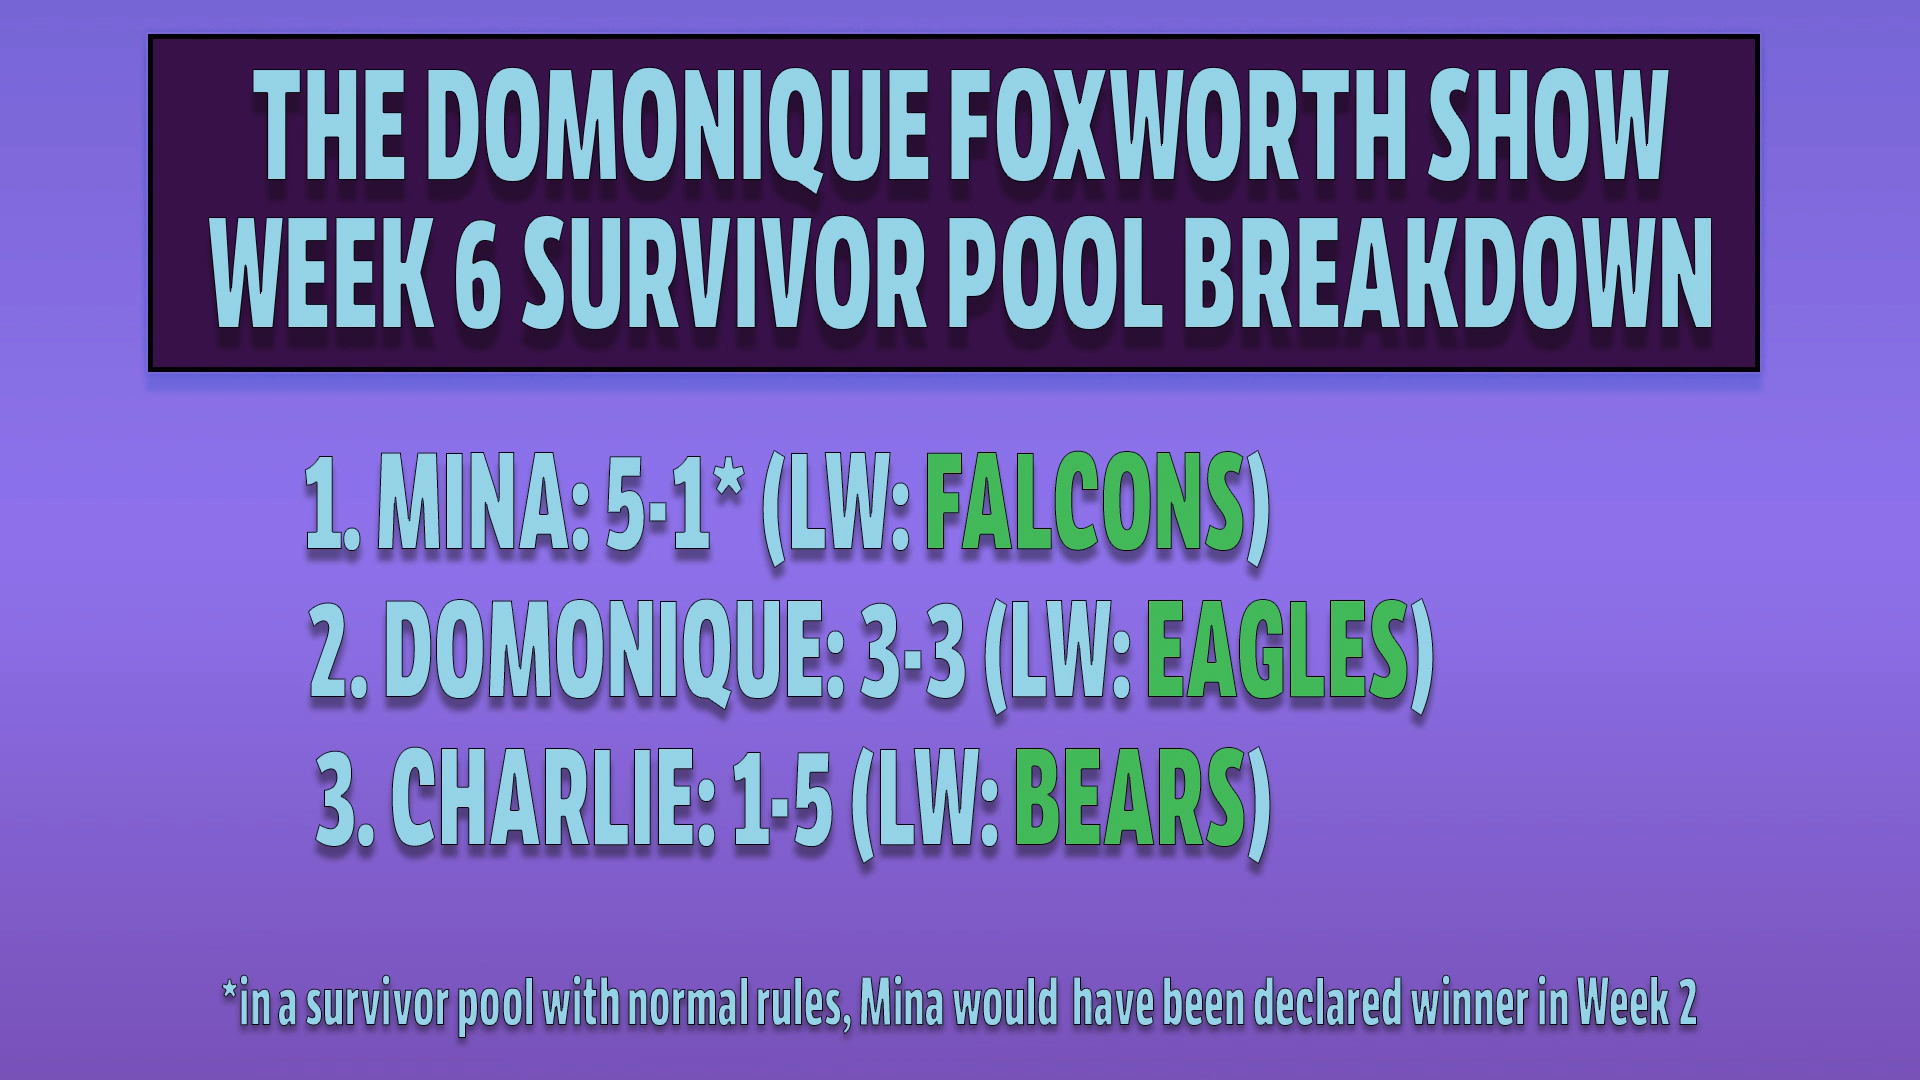 THE DOMONIQUE FOXWORTH SHOW
WEEK 6 SURVIVOR POOL BREAKDOWN
1. MINA: 5-1* (LW: FALCONS)
2. DOMONIQUE: 3-3 (LW: EAGLES)
3. CHARLIE: 1-5 (LW: BEARS)
*in a survivor pool with normal rules, Mina would have been declared winner in Week 2